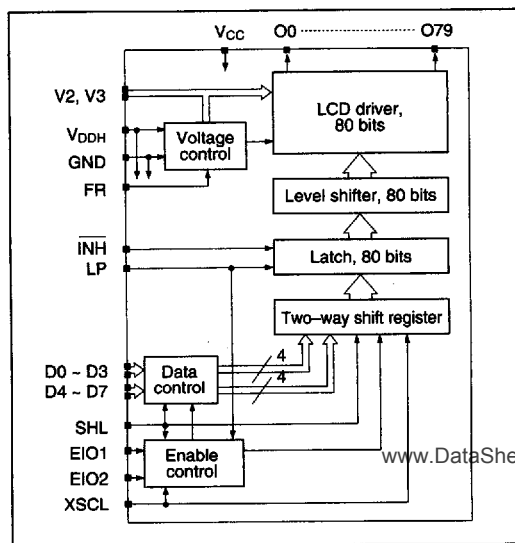 VCC O0 ············ O79
V2, V3
LCD driver,
80 bits
VDDH
Voltage
control
GND
FR
Level shifter, 80 bits
INH
LP
Latch, 80 bits
Two–way shift register
D0 ~ D3
D4 ~ D7
Data
control
4
4
SHL
EIO1
EIO2
Enable
control
XSCL
www.DataShe